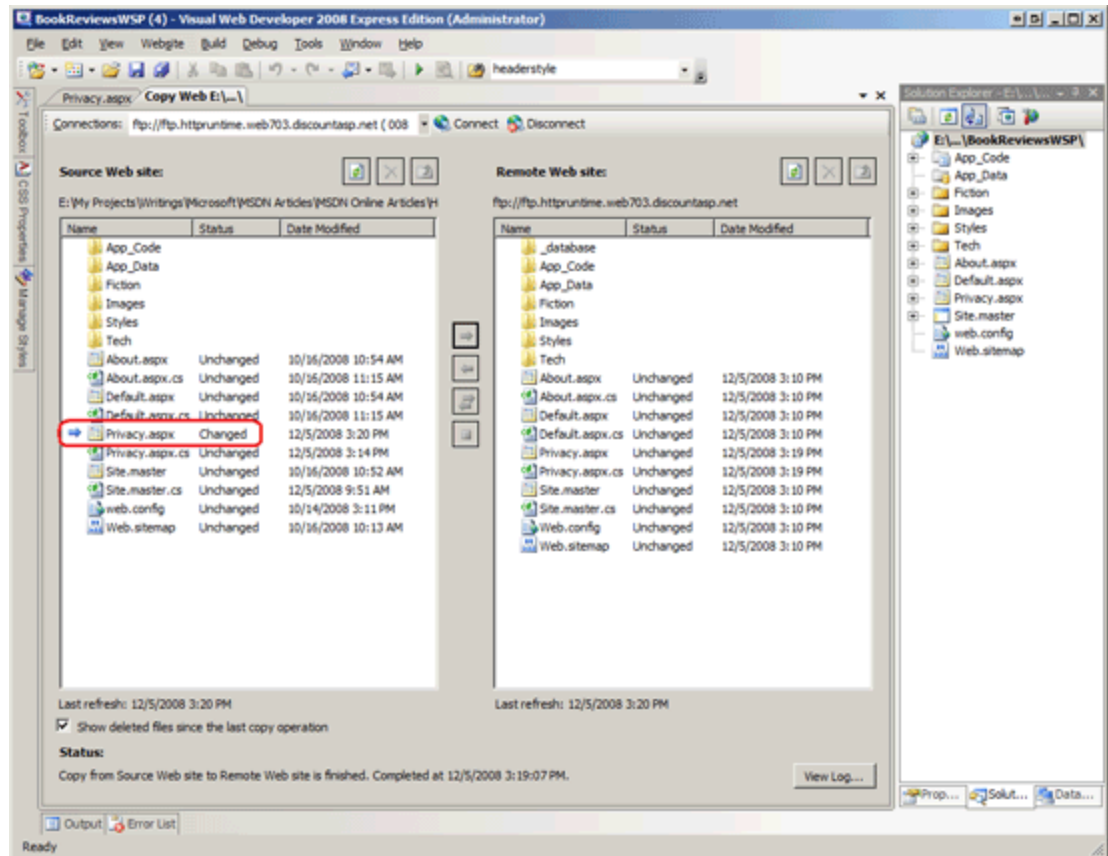 BookReviewsWSP (4) - Visual Web Developer 2008 Express Edition (Administrator)
File Edit View Website Build Debug Tools Window Help
headerstyle
Toolbox
CSS Properties
Manage Styles
Privacy.aspx Copy Web E:\...\
Connections: ftp://ftp.httpruntime.web703.discountasp.net ( 008 Connect Disconnect
Source Web site:
E:\My Projects\Writings\Microsoft\MSDN Articles\MSDN Online Articles\H
Name Status Date Modified
App_Code
App_Data
Fiction
Images
Styles
Tech
About.aspx Unchanged 10/16/2008 10:54 AM
About.aspx.cs Unchanged 10/16/2008 11:15 AM
Default.aspx Unchanged 10/16/2008 10:54 AM
Default.aspx.cs Unchanged 10/16/2008 11:15 AM
Privacy.aspx Changed 12/5/2008 3:20 PM
Privacy.aspx.cs Unchanged 12/5/2008 3:14 PM
Site.master Unchanged 10/16/2008 10:52 AM
Site.master.cs Unchanged 12/5/2008 9:51 AM
web.config Unchanged 10/14/2008 3:11 PM
Web.sitemap Unchanged 10/16/2008 10:13 AM
Last refresh: 12/5/2008 3:20 PM
Show deleted files since the last copy operation
Status:
Copy from Source Web site to Remote Web site is finished. Completed at 12/5/2008 3:19:07 PM.
View Log...
Remote Web site:
ftp://ftp.httpruntime.web703.discountasp.net
Name Status Date Modified
_database
App_Code
App_Data
Fiction
Images
Styles
Tech
About.aspx Unchanged 12/5/2008 3:10 PM
About.aspx.cs Unchanged 12/5/2008 3:10 PM
Default.aspx Unchanged 12/5/2008 3:10 PM
Default.aspx.cs Unchanged 12/5/2008 3:10 PM
Privacy.aspx Unchanged 12/5/2008 3:19 PM
Privacy.aspx.cs Unchanged 12/5/2008 3:19 PM
Site.master Unchanged 12/5/2008 3:10 PM
Site.master.cs Unchanged 12/5/2008 3:10 PM
Web.config Unchanged 12/5/2008 3:10 PM
Web.sitemap Unchanged 12/5/2008 3:10 PM
Last refresh: 12/5/2008 3:20 PM
Solution Explorer - E:\...\...
E:\...\BookReviewsWSP\
App_Code
App_Data
Fiction
Images
Styles
Tech
About.aspx
Default.aspx
Privacy.aspx
Site.master
web.config
Web.sitemap
Prop... Solut... Data...
Output Error List
Ready